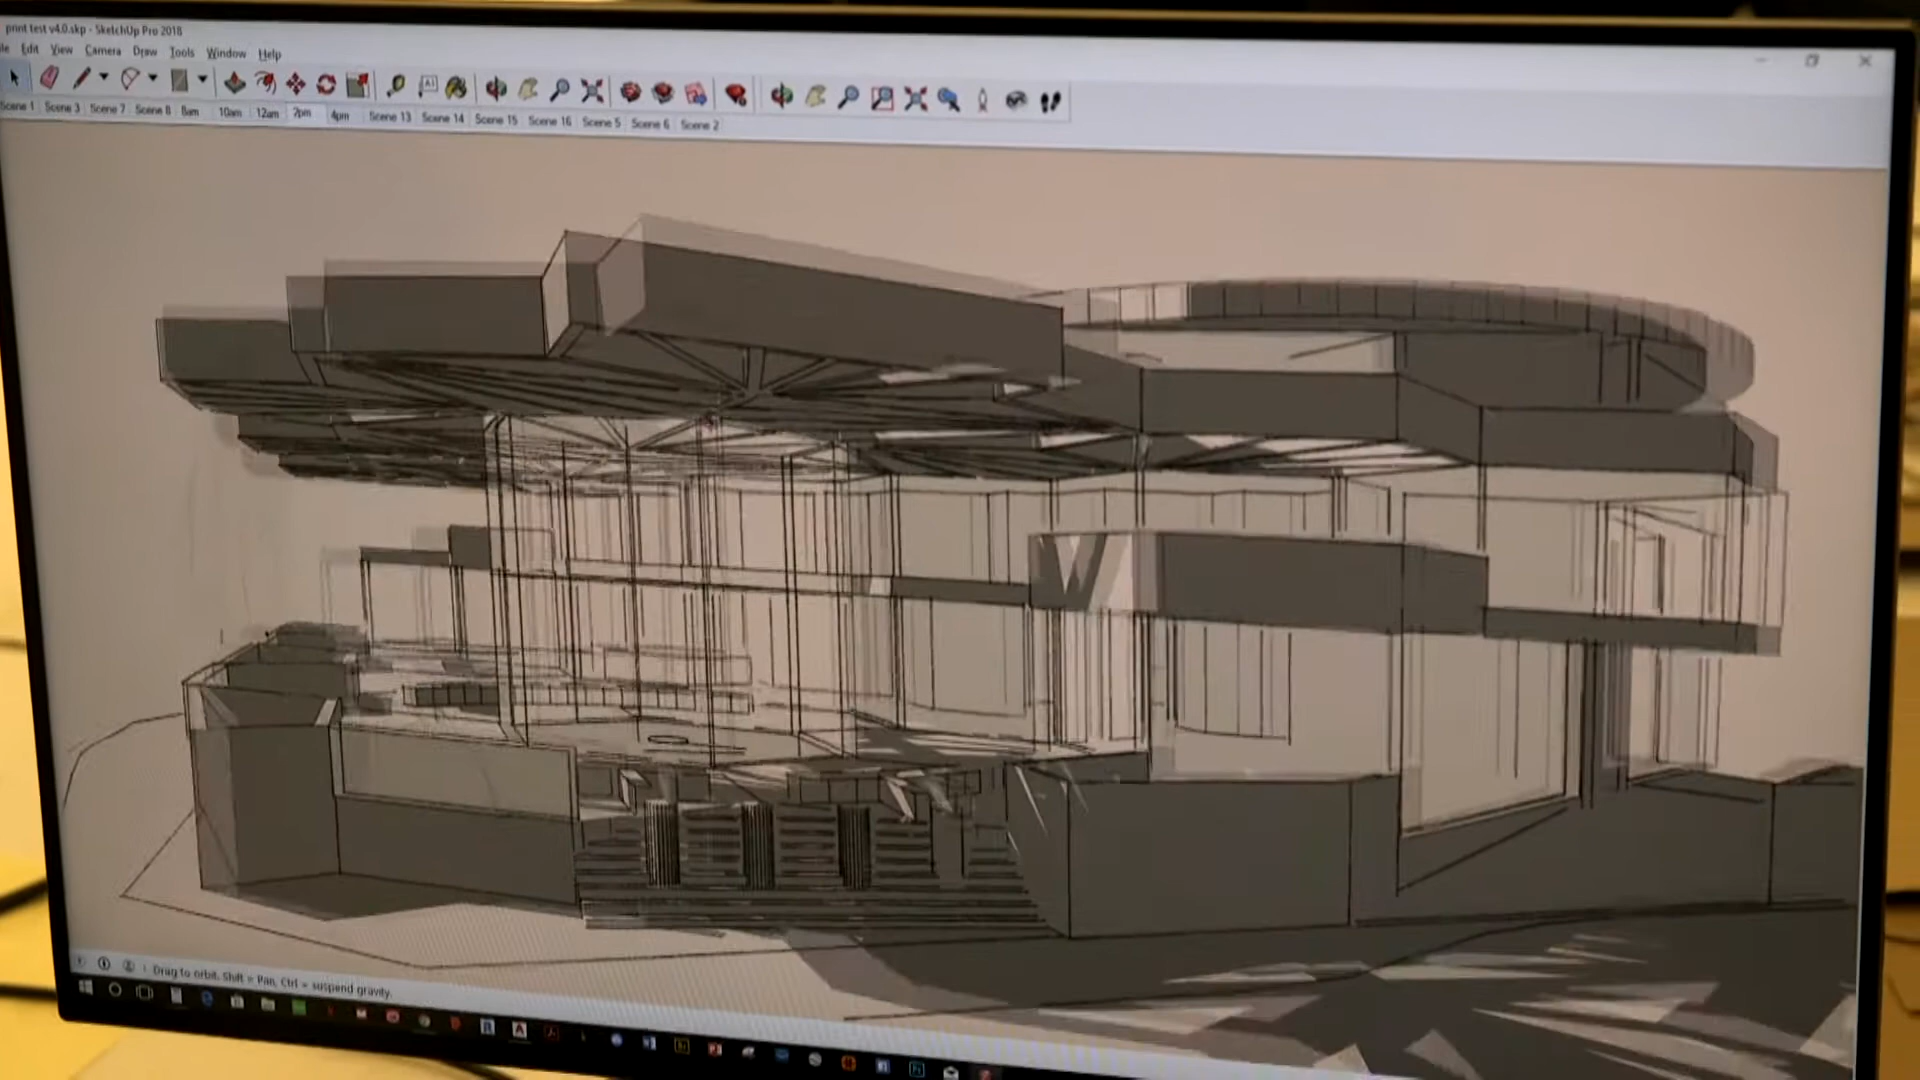 print test v4.0.skp - SketchUp Pro 2018
Edit View Camera Draw Tools Window Help
Scene 1 Scene 3 Scene 7 Scene 8 8am 10am 12am 2pm 4pm Scene 13 Scene 14 Scene 15 Scene 16 Scene 5 Scene 6 Scene 2
Drag to orbit. Shift = Pan, Ctrl = suspend gravity.